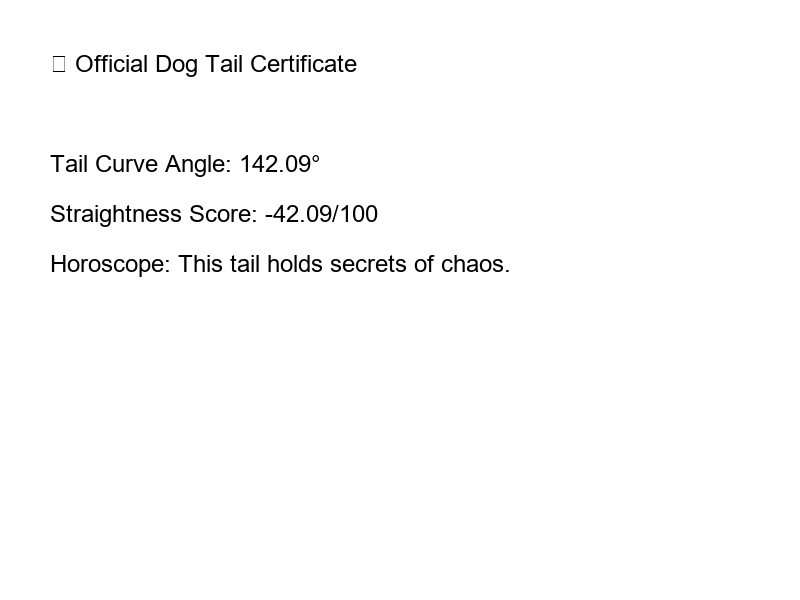 Official Dog Tail Certificate
Tail Curve Angle: 142.09°
Straightness Score: -42.09/100
Horoscope: This tail holds secrets of chaos.